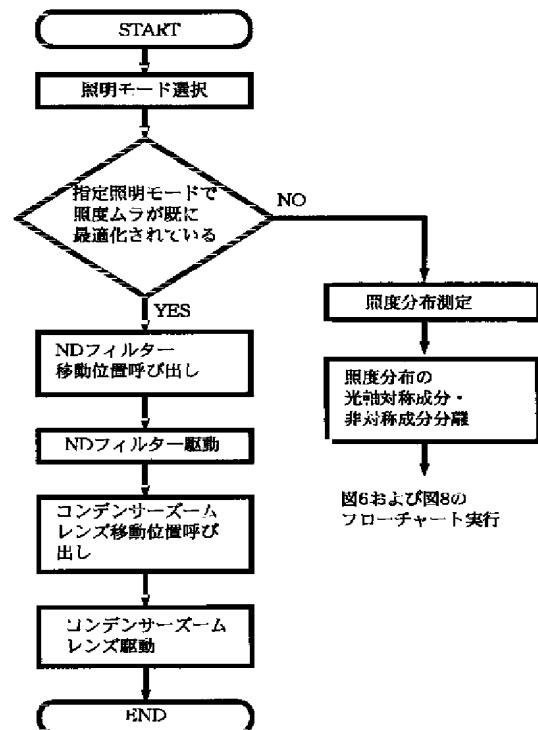 START
照明モード選択
指定照明モードで
照度ムラが既に
最適化されている
NO
YES
NDフィルター
移動位置呼び出し
NDフィルター駆動
コンデンサーズーム
レンズ移動位置呼び
出し
コンデンサーズーム
レンズ駆動
END
照度分布測定
照度分布の
光軸対称成分・
非対称成分分離
図6および図8の
フローチャート実行